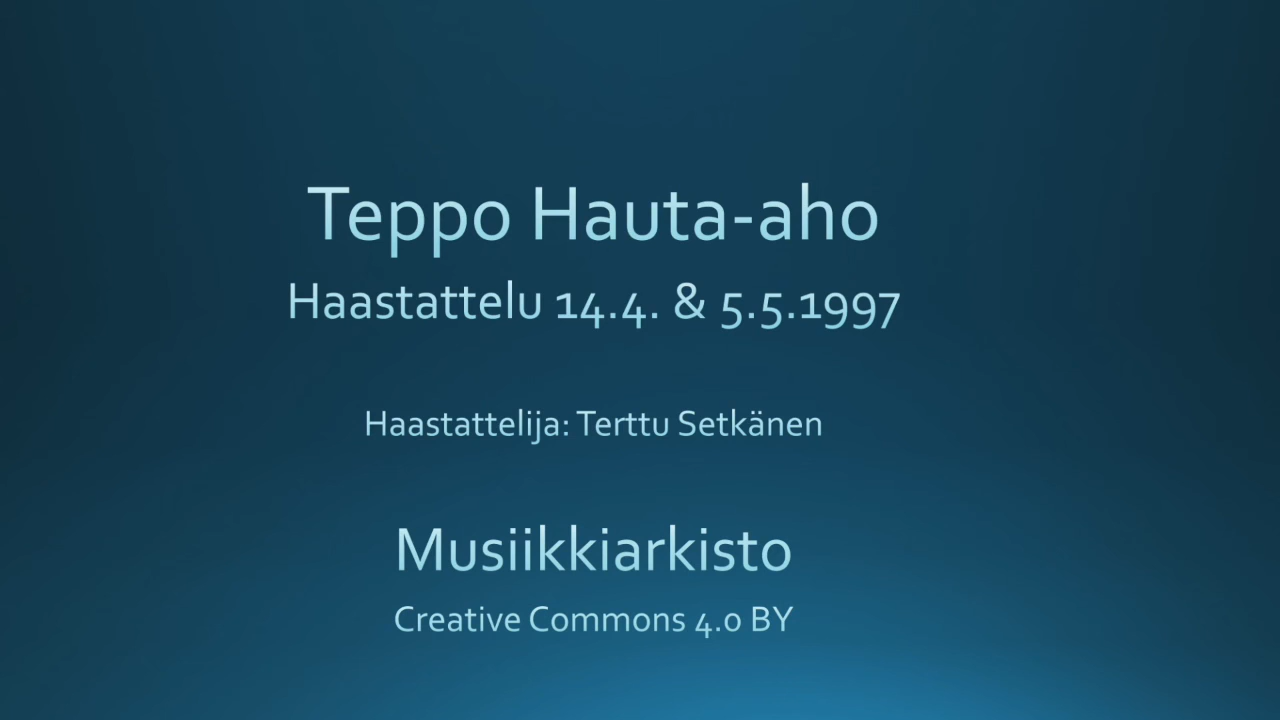 Teppo Hauta-aho
Haastattelu 14.4. & 5.5.1997
Haastattelija: Terttu Setkänen
Musiikkiarkisto
Creative Commons 4.0 BY